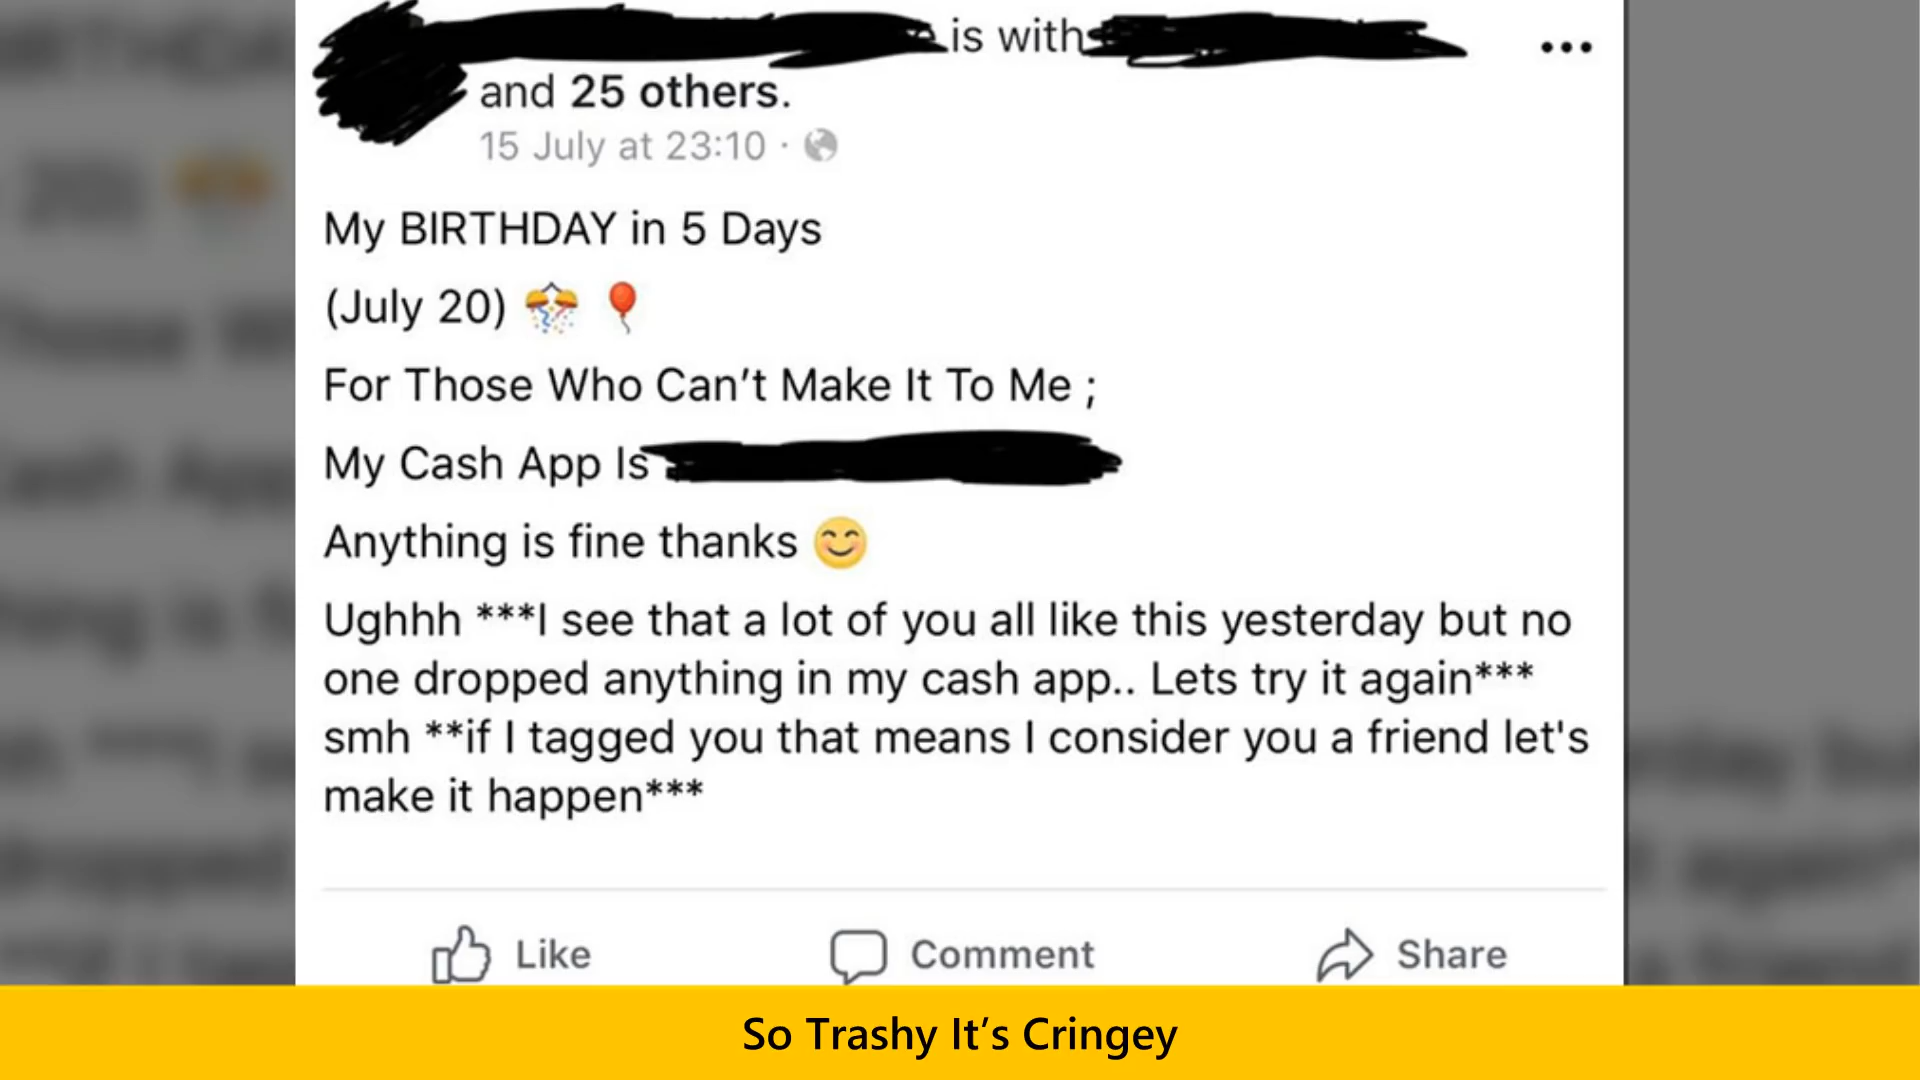 is with
and 25 others.
15 July at 23:10 ·
My BIRTHDAY in 5 Days
(July 20) 🎊 🎈
For Those Who Can’t Make It To Me ;
My Cash App Is
Anything is fine thanks 😊
Ughhh ***I see that a lot of you all like this yesterday but no
one dropped anything in my cash app.. Lets try it again***
smh **if I tagged you that means I consider you a friend let's
make it happen***
Like
Comment
Share
So Trashy It’s Cringey